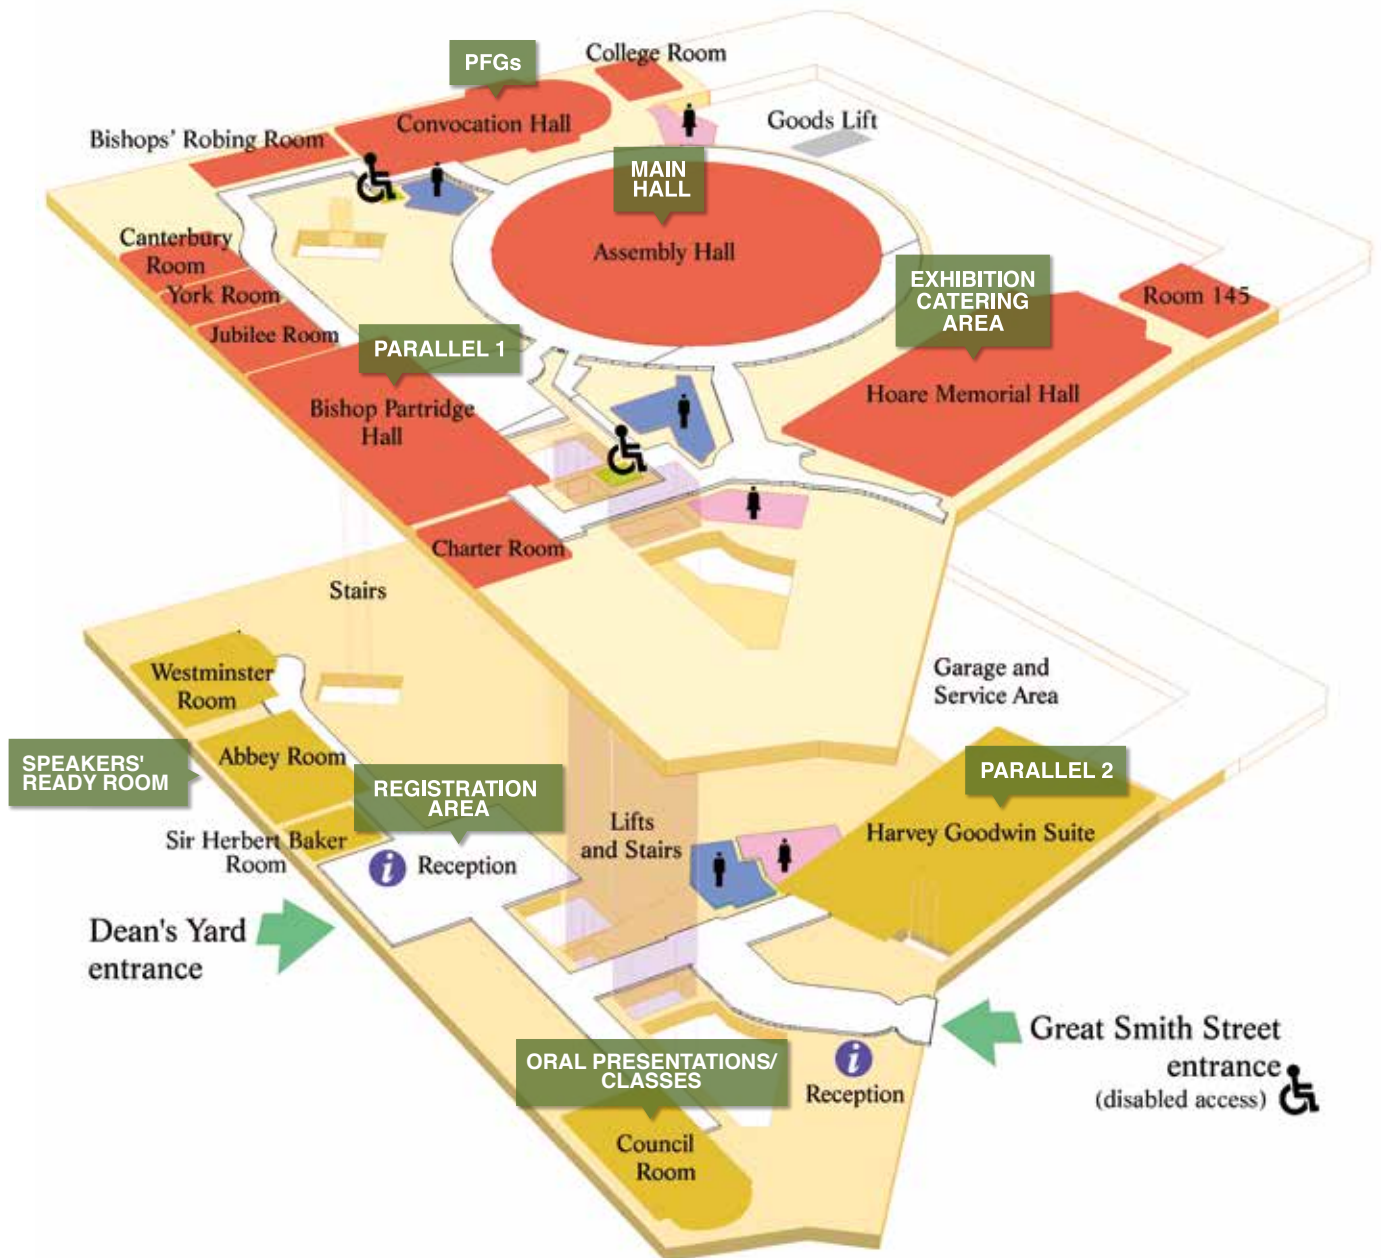 PFGs
College Room
Convocation Hall
Goods Lift
Bishops' Robing Room
MAIN
HALL
Assembly Hall
Canterbury
Room
York Room
Jubilee Room
EXHIBITION
CATERING
AREA
Room 145
PARALLEL 1
Bishop Partridge
Hall
Hoare Memorial Hall
Charter Room
Stairs
Westminster
Room
Garage and
Service Area
SPEAKERS'
READY ROOM
Abbey Room
REGISTRATION
AREA
PARALLEL 2
Sir Herbert Baker
Room
i Reception
Lifts
and Stairs
Harvey Goodwin Suite
Dean's Yard
entrance
Great Smith Street
entrance
(disabled access)
ORAL PRESENTATIONS/
CLASSES
i
Reception
Council
Room